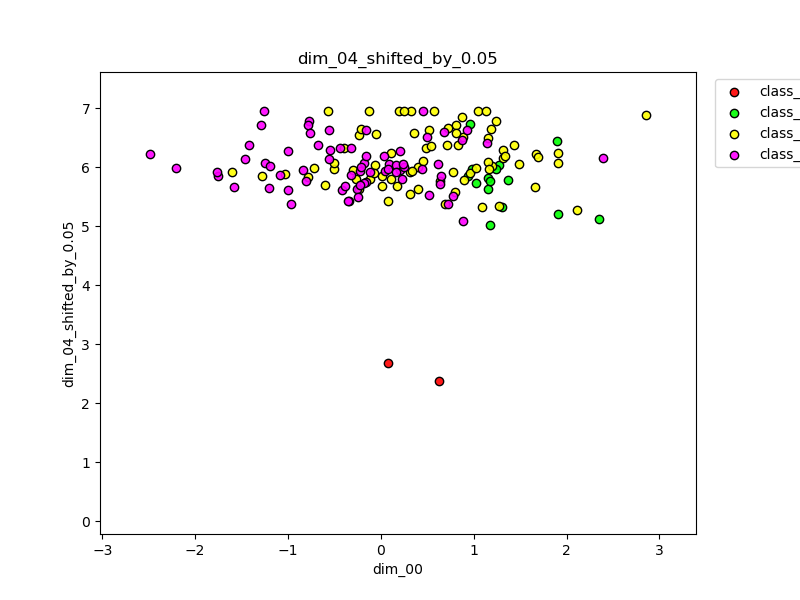 dim_04_shifted_by_0.05
class_
class_
class_
class_
7
6
5
4
3
2
1
0
dim_04_shifted_by_0.05
−3 −2 −1 0 1 2 3
dim_00